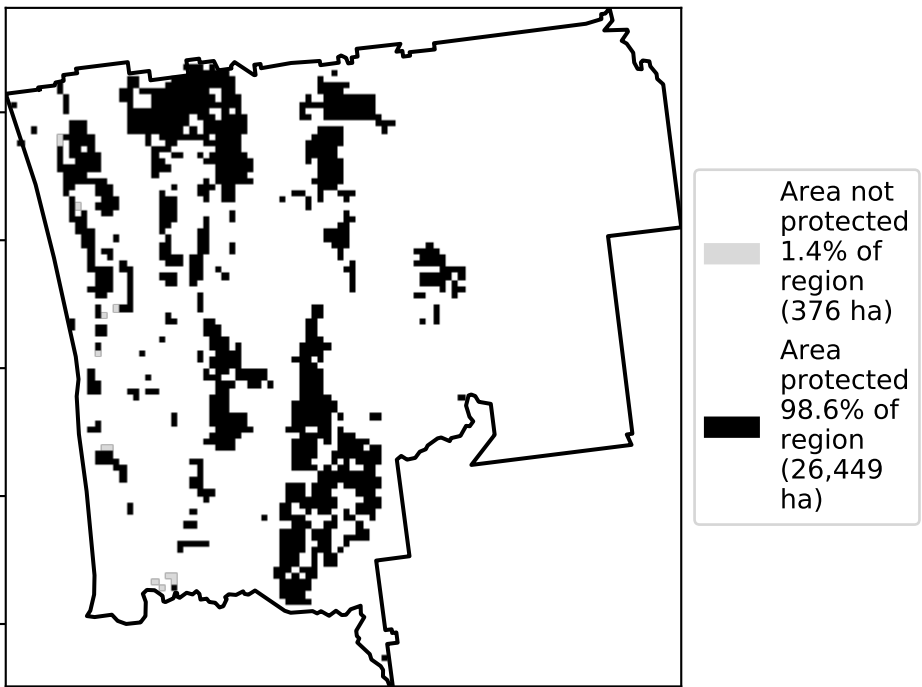 Area not
protected
1.4% of
region
(376 ha)
Area
protected
98.6% of
region
(26,449
ha)